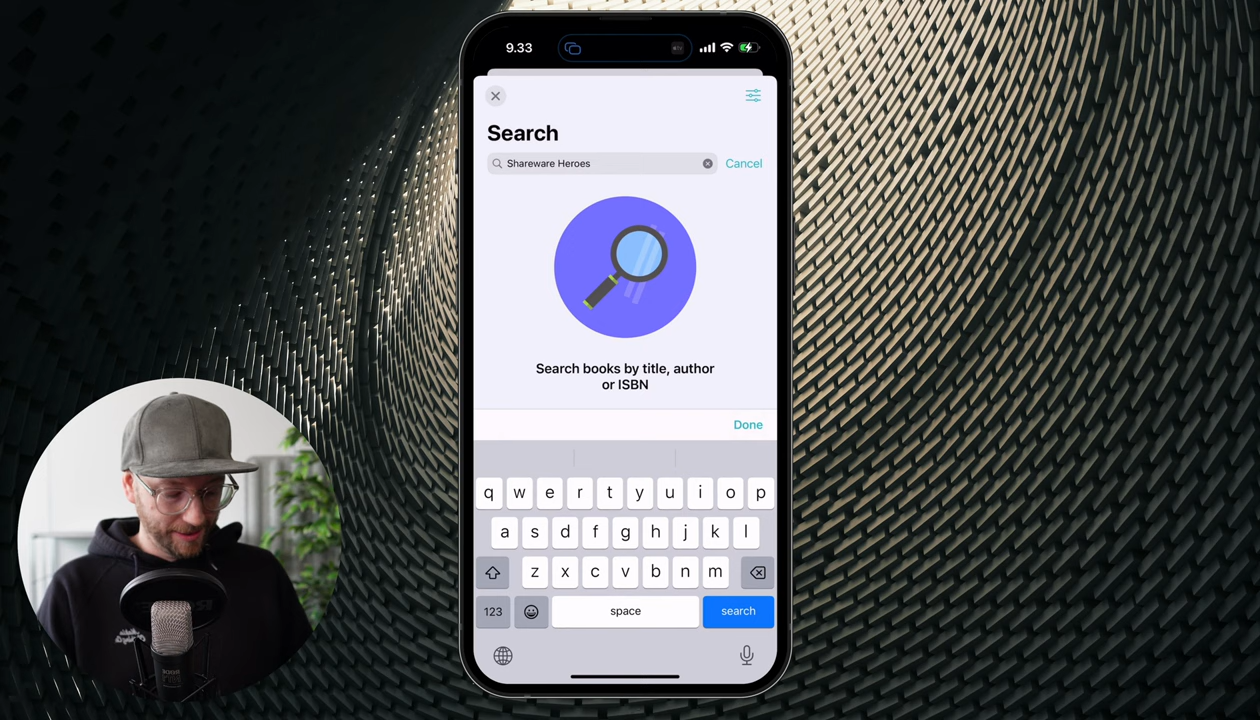 9.33
Search
Shareware Heroes
Cancel
Search books by title, author
or ISBN
Done
q w e r t y u i o p
a s d f g h j k l
z x c v b n m
123
space
search